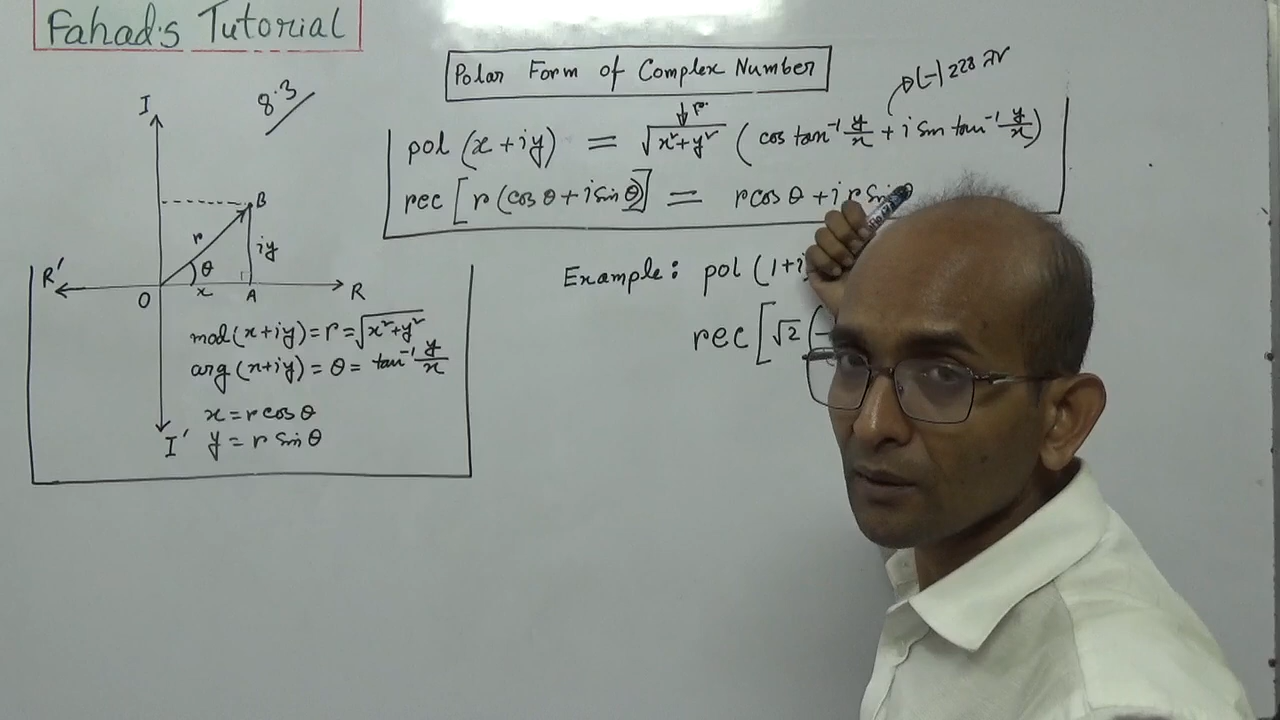 Fahad's Tutorial
8.3
Polar Form of Complex Number
r
(-) হয় না
pol (x+iy) = √x²+y² (cos tan⁻¹ y/x + i sin tan⁻¹ y/x)
rec [r (cos θ + i sin θ)] = r cos θ + i r sin θ
Example: pol (1+i
rec [√2 (
I
B
r
iy
θ
R'
O
x
A
R
I'
mod (x+iy) = r = √x²+y²
arg (x+iy) = θ = tan⁻¹ y/x
x = r cos θ
y = r sin θ